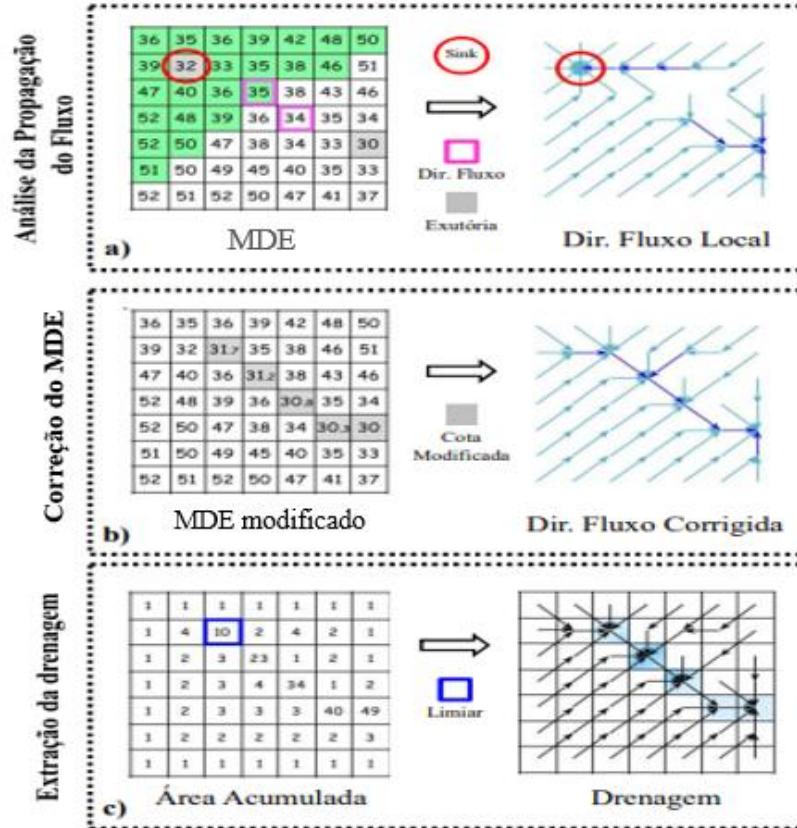 Análise da Propagação
do Fluxo
36 35 36 39 42 48 50
39 32 33 35 38 46 51
47 40 36 35 38 43 46
52 48 39 36 34 35 34
52 50 47 38 34 33 30
51 50 49 45 40 35 33
52 51 52 50 47 41 37
a)
MDE
Sink
Dir. Fluxo
Exutória
Dir. Fluxo Local
Correção do MDE
36 35 36 39 42 48 50
39 32 31.7 35 38 46 51
47 40 36 31.2 38 43 46
52 48 39 36 30.8 35 34
52 50 47 38 34 30.3 30
51 50 49 45 40 35 33
52 51 52 50 47 41 37
b)
MDE modificado
Cota
Modificada
Dir. Fluxo Corrigida
Extração da drenagem
1 1 1 1 1 1 1
1 4 10 2 4 2 1
1 2 3 23 1 2 1
1 2 3 4 34 1 2
1 2 3 3 3 40 49
1 2 2 2 2 2 3
1 1 1 1 1 1 1
c)
Área Acumulada
Limiar
Drenagem